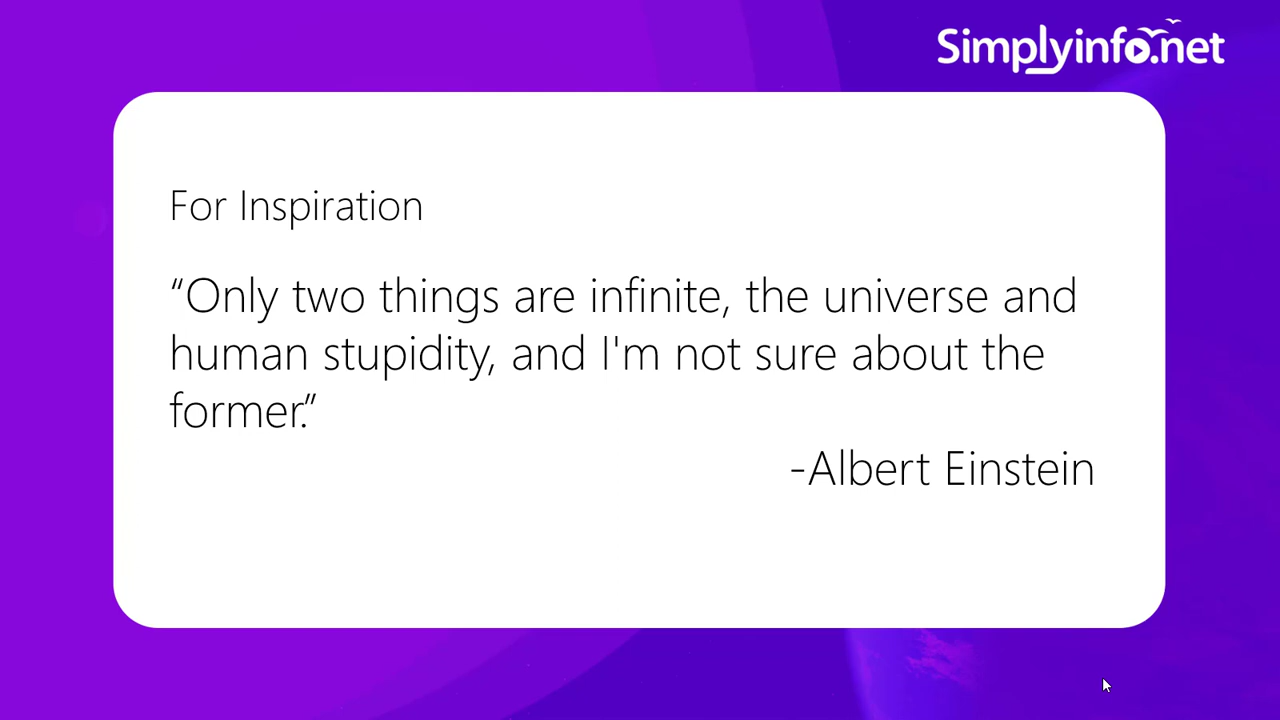 Simplyinfo.net
For Inspiration
“Only two things are infinite, the universe and
human stupidity, and I'm not sure about the
former.”
-Albert Einstein